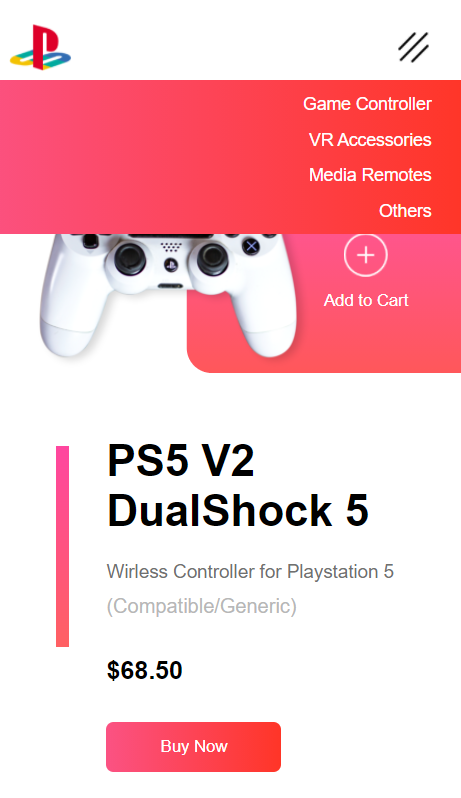 Game Controller
VR Accessories
Media Remotes
Others
Add to Cart
PS5 V2
DualShock 5
Wirless Controller for Playstation 5
(Compatible/Generic)
$68.50
Buy Now